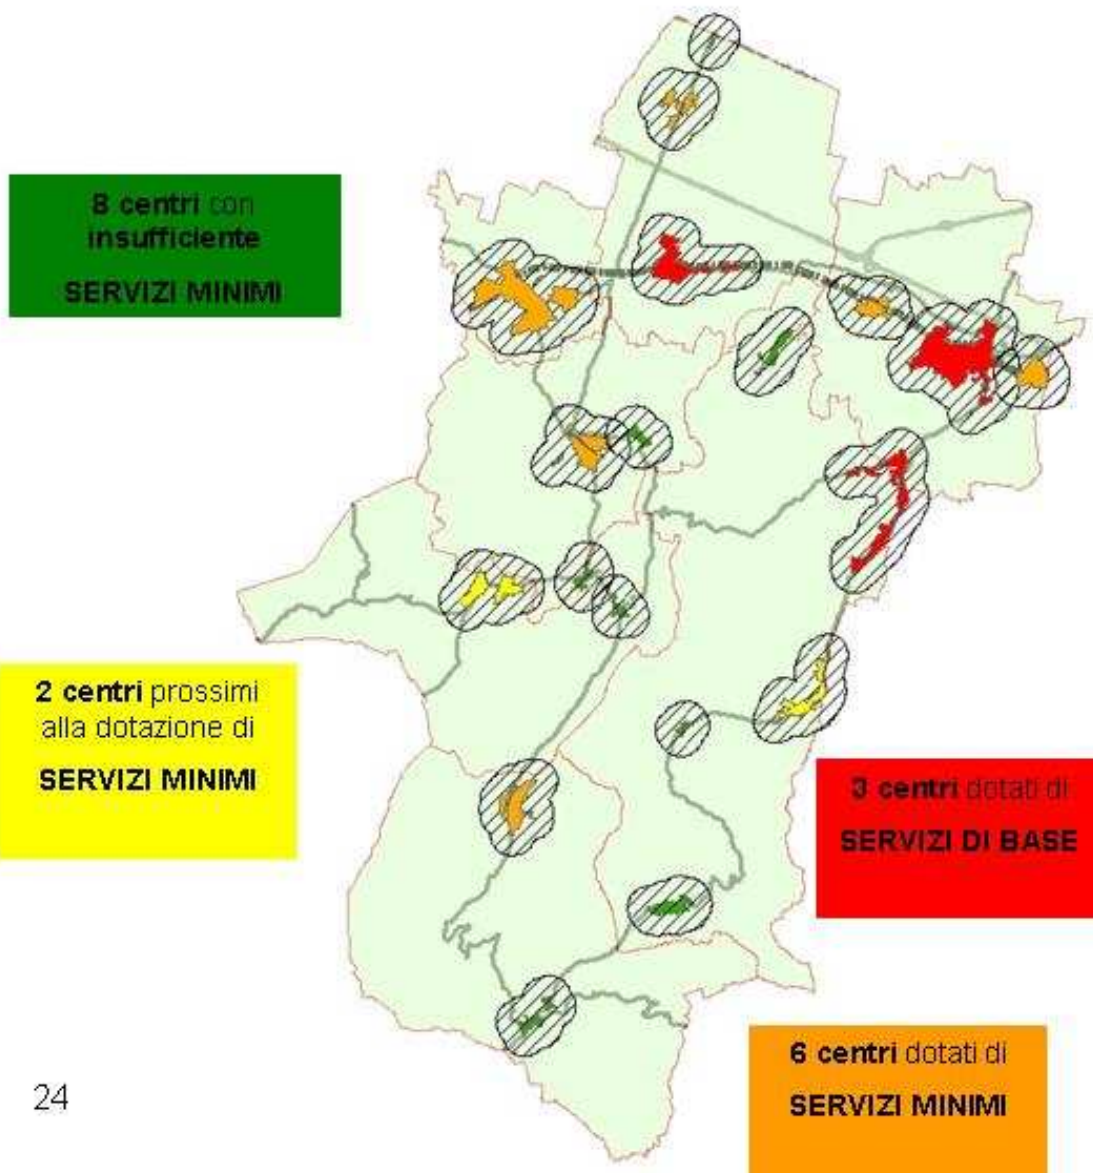 8 centri con
insufficiente
SERVIZI MINIMI
2 centri prossimi
alla dotazione di
SERVIZI MINIMI
3 centri dotati di
SERVIZI DI BASE
6 centri dotati di
SERVIZI MINIMI
24